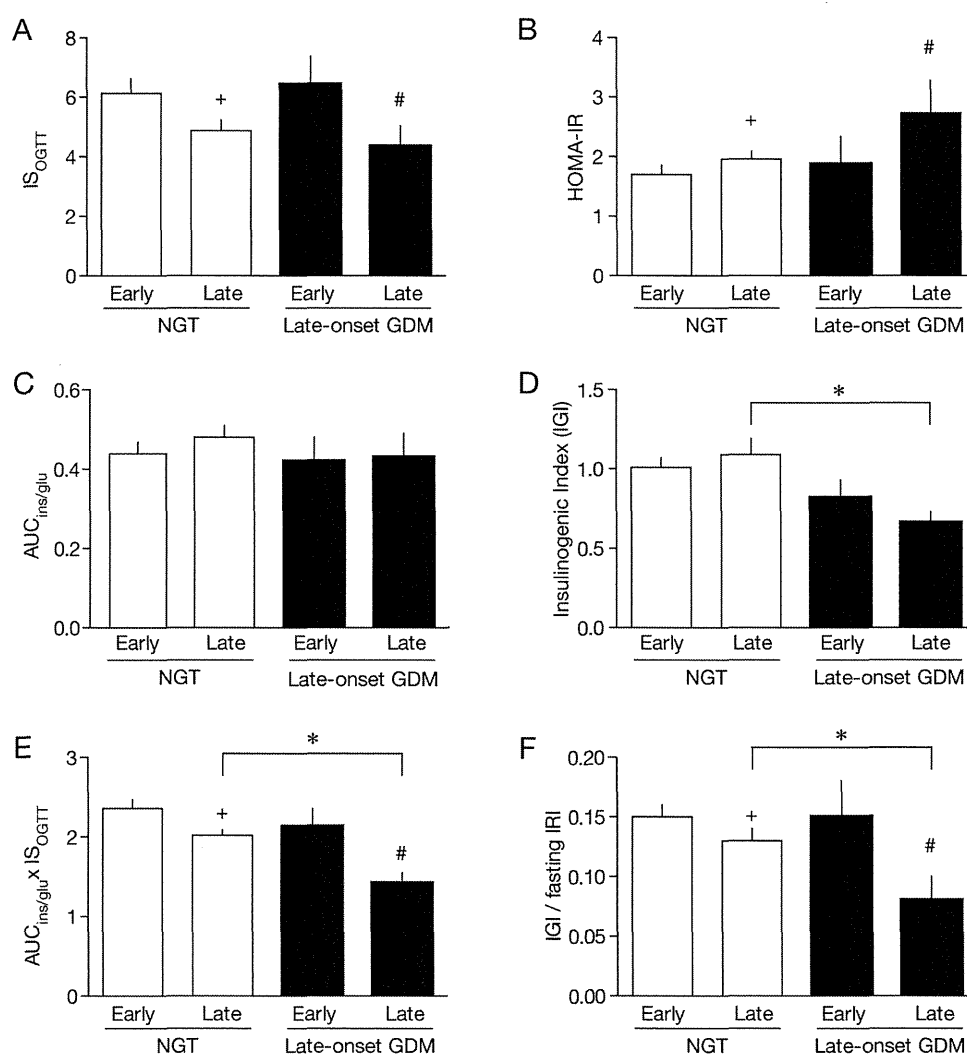 A
IS_OGTT
8
6
4
2
0
+
#
Early Late Early Late
NGT Late-onset GDM
B
HOMA-IR
4
3
2
1
0
+
#
Early Late Early Late
NGT Late-onset GDM
C
AUC_ins/glu
0.6
0.4
0.2
0.0
Early Late Early Late
NGT Late-onset GDM
D
Insulinogenic Index (IGI)
1.5
1.0
0.5
0.0
*
Early Late Early Late
NGT Late-onset GDM
E
AUC_ins/glu x IS_OGTT
3
2
1
0
*
+
#
Early Late Early Late
NGT Late-onset GDM
F
IGI / fasting IRI
0.15
0.10
0.05
0.00
*
+
#
Early Late Early Late
NGT Late-onset GDM